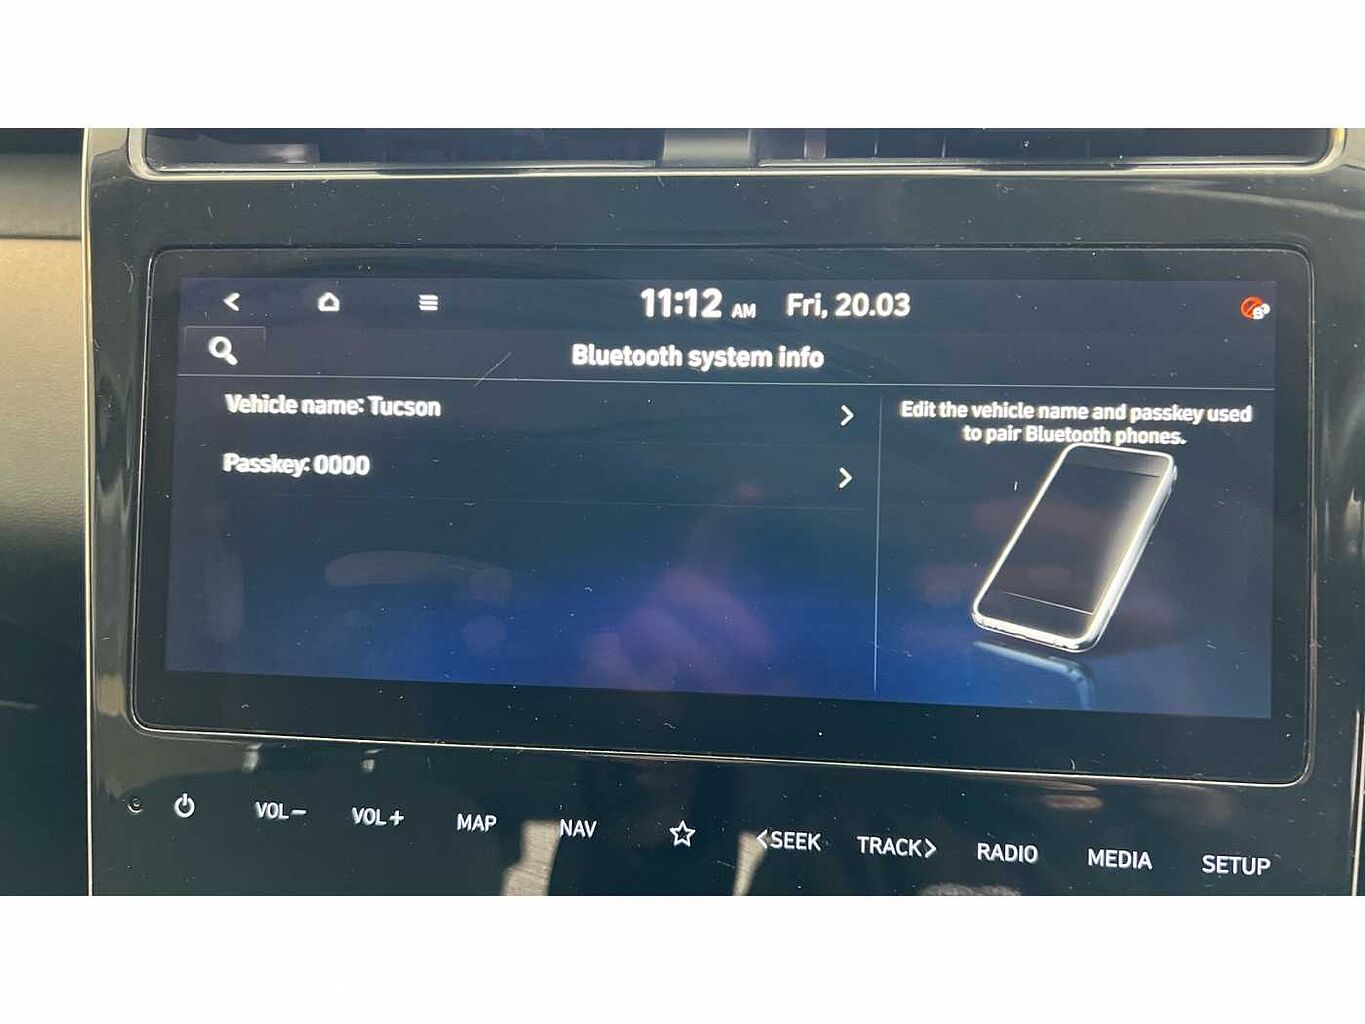 11:12 AM Fri, 20.03
Bluetooth system info
Vehicle name: Tucson
Passkey: 0000
Edit the vehicle name and passkey used
to pair Bluetooth phones.
VOL− VOL+ MAP NAV <SEEK TRACK> RADIO MEDIA SETUP